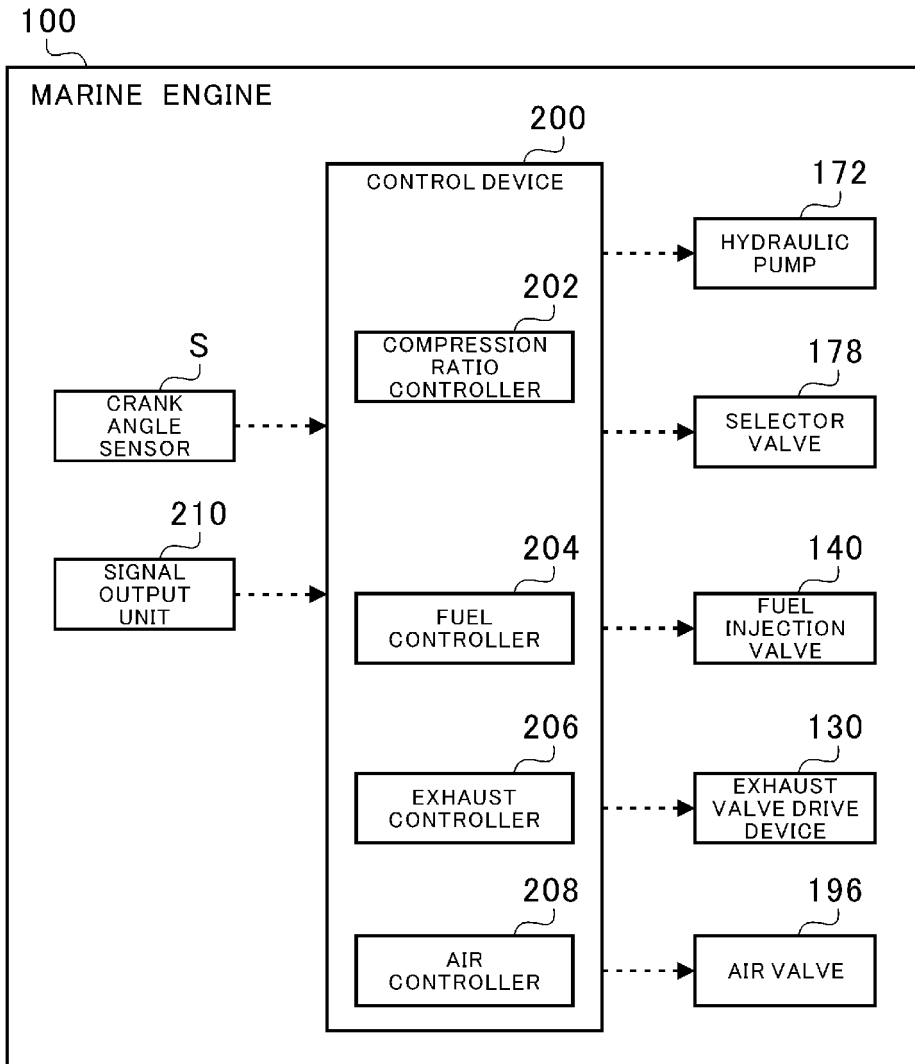 100
MARINE ENGINE
200
CONTROL DEVICE
172
HYDRAULIC
PUMP
202
COMPRESSION
RATIO
CONTROLLER
S
CRANK
ANGLE
SENSOR
178
SELECTOR
VALVE
210
SIGNAL
OUTPUT
UNIT
204
FUEL
CONTROLLER
140
FUEL
INJECTION
VALVE
206
EXHAUST
CONTROLLER
130
EXHAUST
VALVE DRIVE
DEVICE
208
AIR
CONTROLLER
196
AIR VALVE